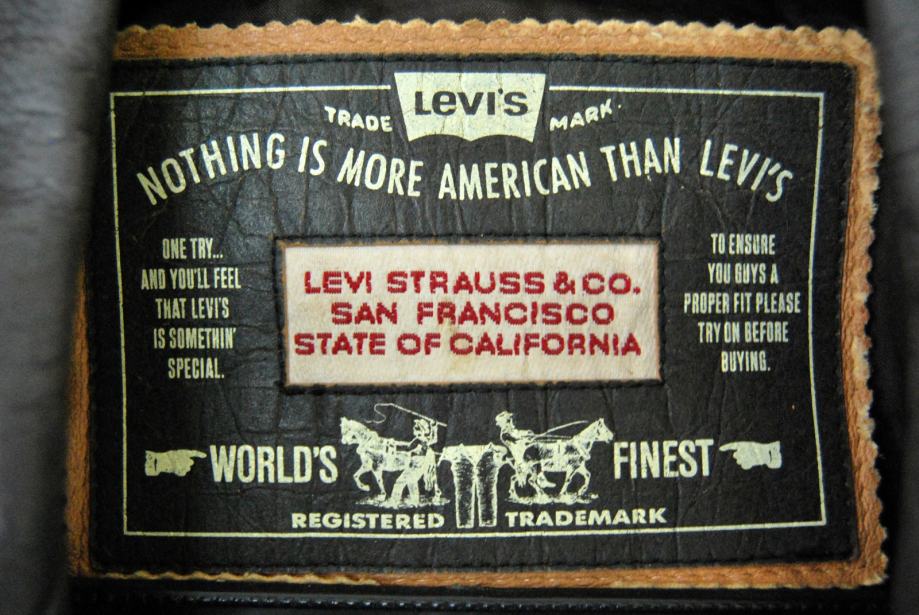 Levi's
TRADE MARK.
NOTHING IS MORE AMERICAN THAN LEVI'S
ONE TRY...
AND YOU'LL FEEL
THAT LEVI'S
IS SOMETHIN'
SPECIAL.
LEVI STRAUSS & CO.
SAN FRANCISCO
STATE OF CALIFORNIA
TO ENSURE
YOU GUYS A
PROPER FIT PLEASE
TRY ON BEFORE
BUYING.
WORLD'S FINEST
REGISTERED TRADEMARK